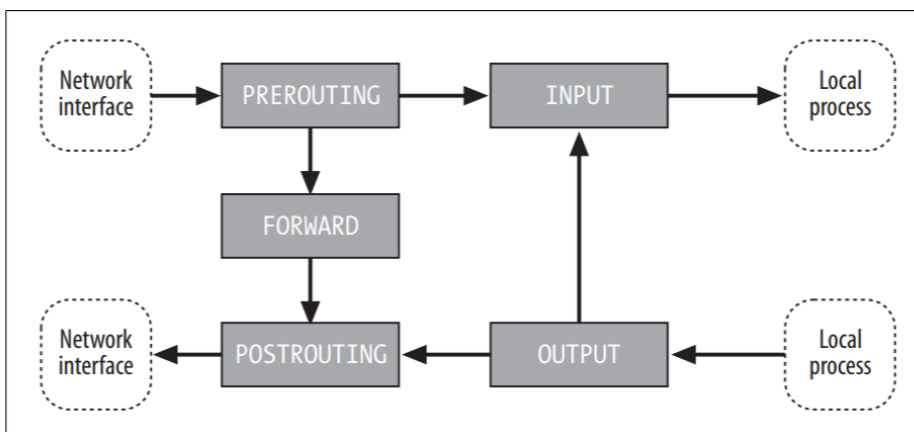 Network
interface
PREROUTING
INPUT
Local
process
FORWARD
Network
interface
POSTROUTING
OUTPUT
Local
process